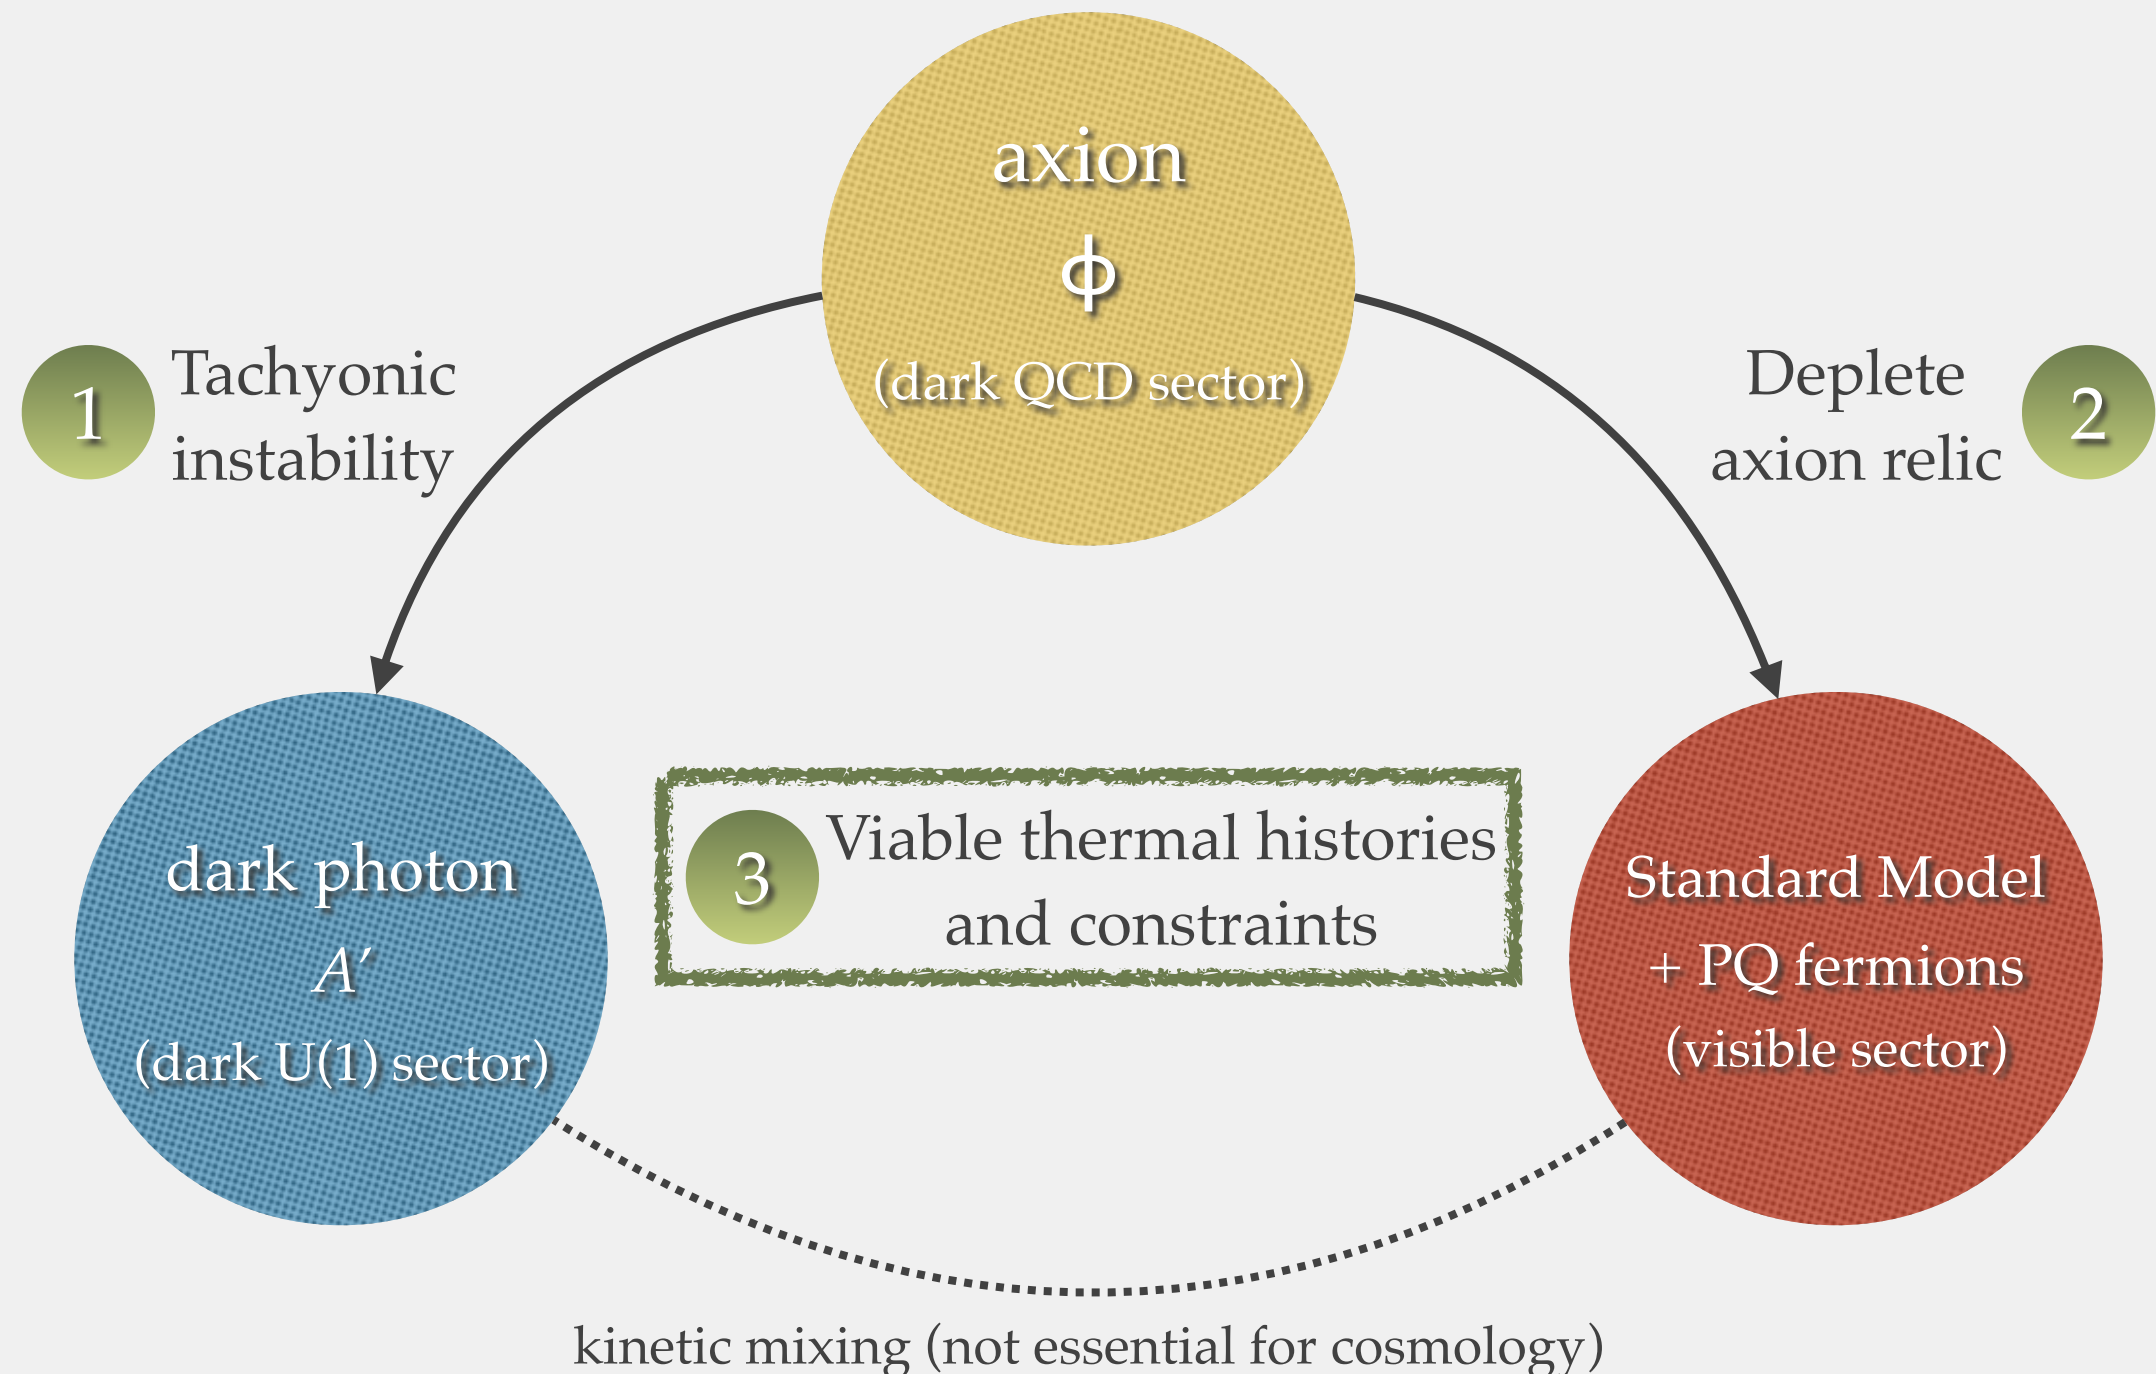 axion
ϕ
(dark QCD sector)
1
Tachyonic
instability
Deplete
axion relic
2
dark photon
A′
(dark U(1) sector)
3
Viable thermal histories
and constraints
Standard Model
+ PQ fermions
(visible sector)
kinetic mixing (not essential for cosmology)